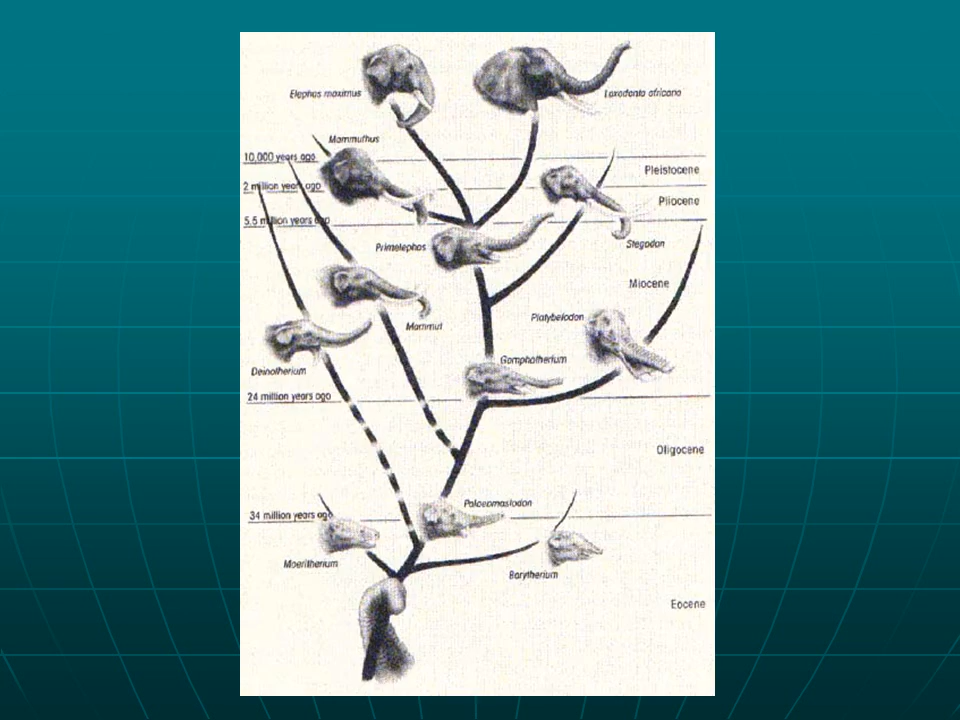 Elephas maximus
Loxodonta africana
Mammuthus
10,000 years ago
Pleistocene
2 million years ago
Pliocene
5.5 million years ago
Primelephas
Stegodon
Miocene
Platybelodon
Mammut
Gomphotherium
Deinotherium
24 million years ago
Oligocene
Palaeomastodon
34 million years ago
Moeritherium
Barytherium
Eocene